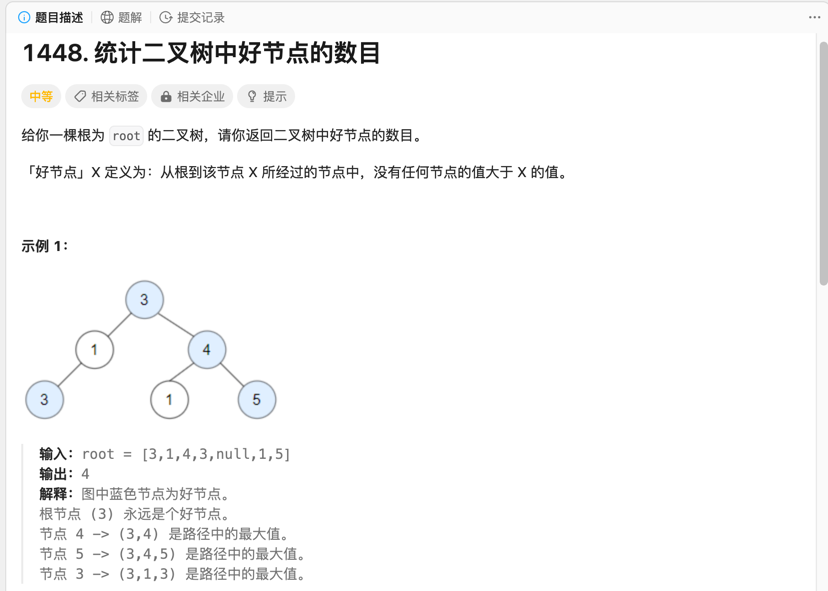 题目描述 题解 提交记录 ...
1448. 统计二叉树中好节点的数目
中等 相关标签 相关企业 提示
给你一棵根为 root 的二叉树，请你返回二叉树中好节点的数目。
「好节点」X 定义为：从根到该节点 X 所经过的节点中，没有任何节点的值大于 X 的值。
示例 1：
3
1 4
3 1 5
输入：root = [3,1,4,3,null,1,5]
输出：4
解释：图中蓝色节点为好节点。
根节点 (3) 永远是个好节点。
节点 4 -> (3,4) 是路径中的最大值。
节点 5 -> (3,4,5) 是路径中的最大值。
节点 3 -> (3,1,3) 是路径中的最大值。